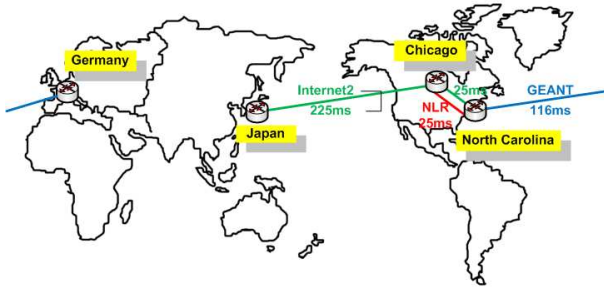 Germany
Chicago
Internet2
225ms
25ms
GEANT
116ms
NLR
25ms
Japan
North Carolina